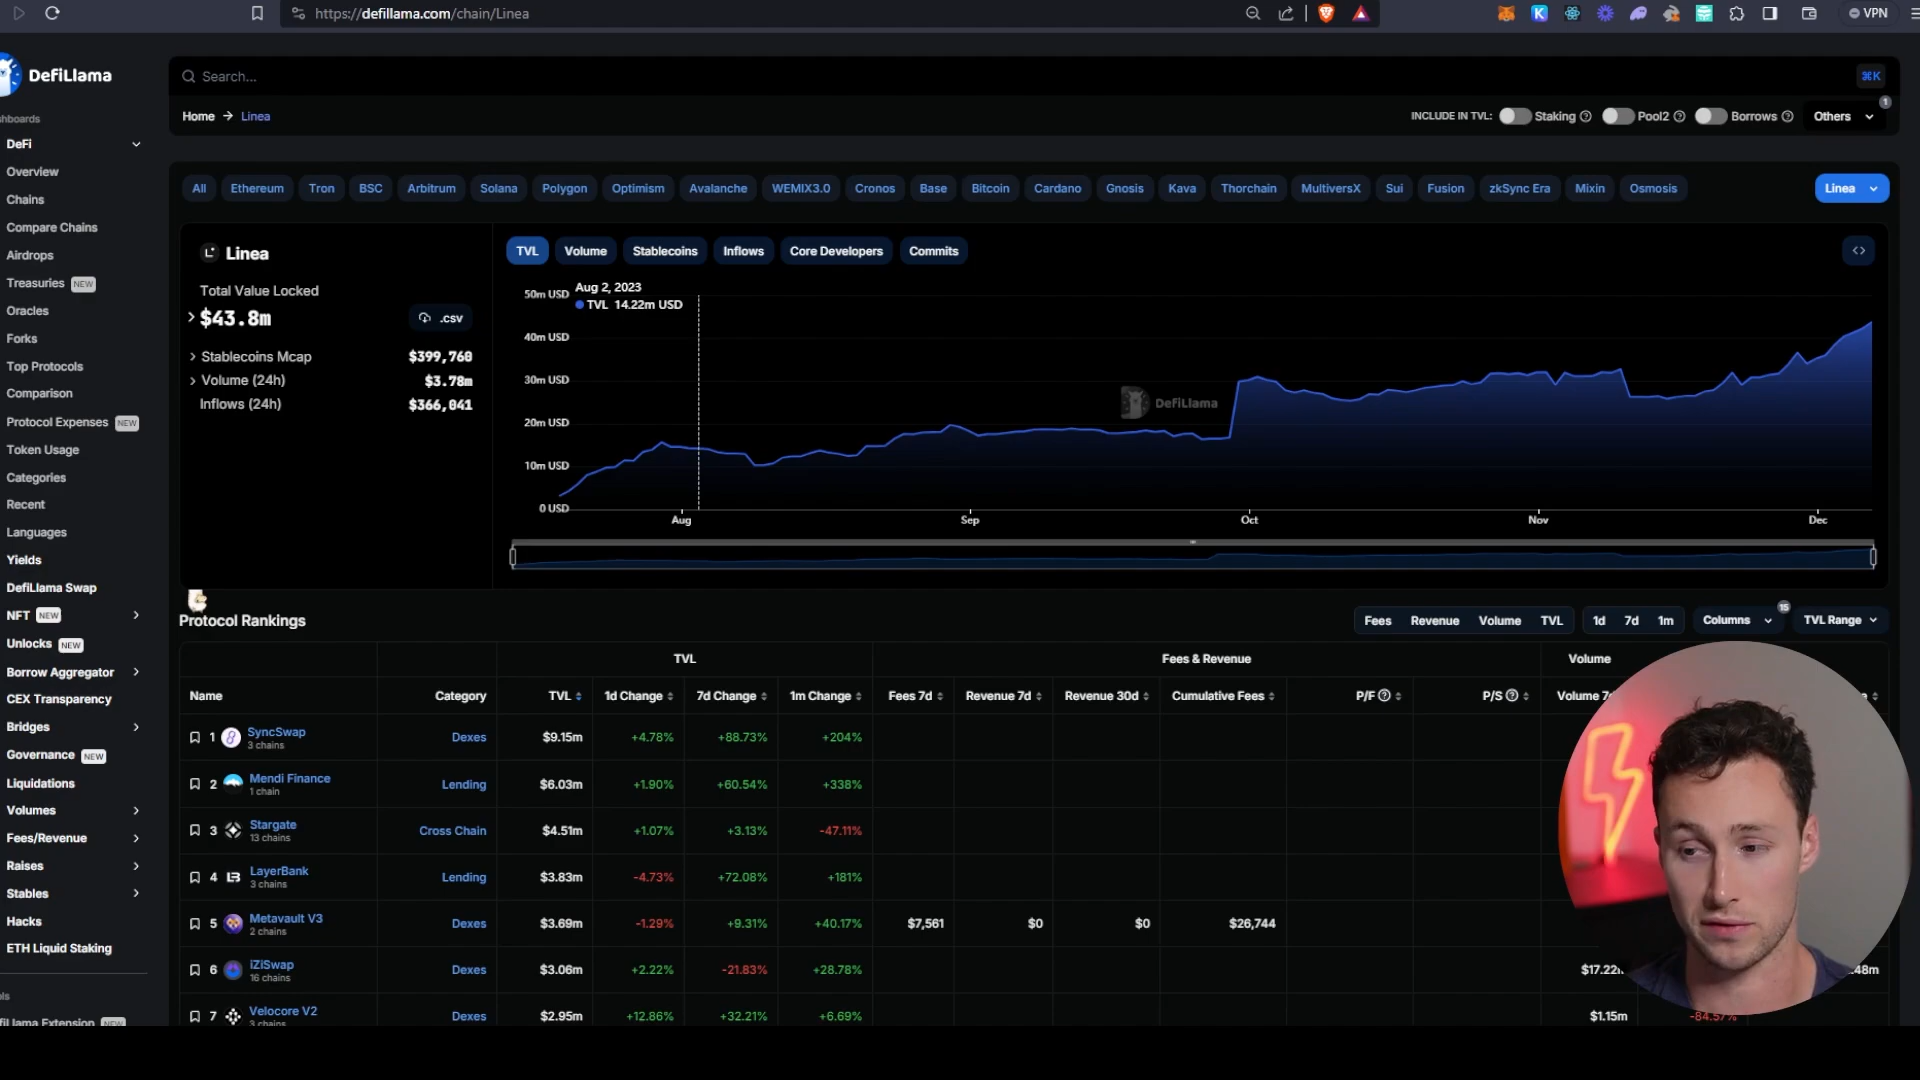 https://defillama.com/chain/Linea
VPN
DefiLlama
Search...
⌘K
Home → Linea
INCLUDE IN TVL: Staking Pool2 Borrows Others 1
DeFi
Overview
Chains
Compare Chains
Airdrops
Treasuries NEW
Oracles
Forks
Top Protocols
Comparison
Protocol Expenses NEW
Token Usage
Categories
Recent
Languages
Yields
DefiLlama Swap
NFT NEW
Unlocks NEW
Borrow Aggregator
CEX Transparency
Bridges
Governance NEW
Liquidations
Volumes
Fees/Revenue
Raises
Stables
Hacks
ETH Liquid Staking
All Ethereum Tron BSC Arbitrum Solana Polygon Optimism Avalanche WEMIX3.0 Cronos Base Bitcoin Cardano Gnosis Kava Thorchain MultiversX Sui Fusion zkSync Era Mixin Osmosis Linea
Linea
Total Value Locked
$43.8m .csv
Stablecoins Mcap $399,760
Volume (24h) $3.78m
Inflows (24h) $366,041
TVL Volume Stablecoins Inflows Core Developers Commits
Aug 2, 2023
TVL 14.22m USD
50m USD
40m USD
30m USD
20m USD
10m USD
0 USD
DefiLlama
Aug Sep Oct Nov Dec
Protocol Rankings
Fees Revenue Volume TVL 1d 7d 1m Columns 15 TVL Range
TVL Fees & Revenue Volume
Name Category TVL 1d Change 7d Change 1m Change Fees 7d Revenue 7d Revenue 30d Cumulative Fees P/F P/S Volume 7
1 SyncSwap Dexes $9.15m +4.78% +88.73% +204%
3 chains
2 Mendi Finance Lending $6.03m +1.90% +60.54% +338%
1 chain
3 Stargate Cross Chain $4.51m +1.07% +3.13% -47.11%
13 chains
4 LayerBank Lending $3.83m -4.73% +72.08% +181%
3 chains
5 Metavault V3 Dexes $3.69m -1.29% +9.31% +40.17% $7,561 $0 $0 $26,744
2 chains
6 iZiSwap Dexes $3.06m +2.22% -21.83% +28.78% $17.22 .48m
16 chains
7 Velocore V2 Dexes $2.95m +12.86% +32.21% +6.69% $1.15m -84.57%
3 chains